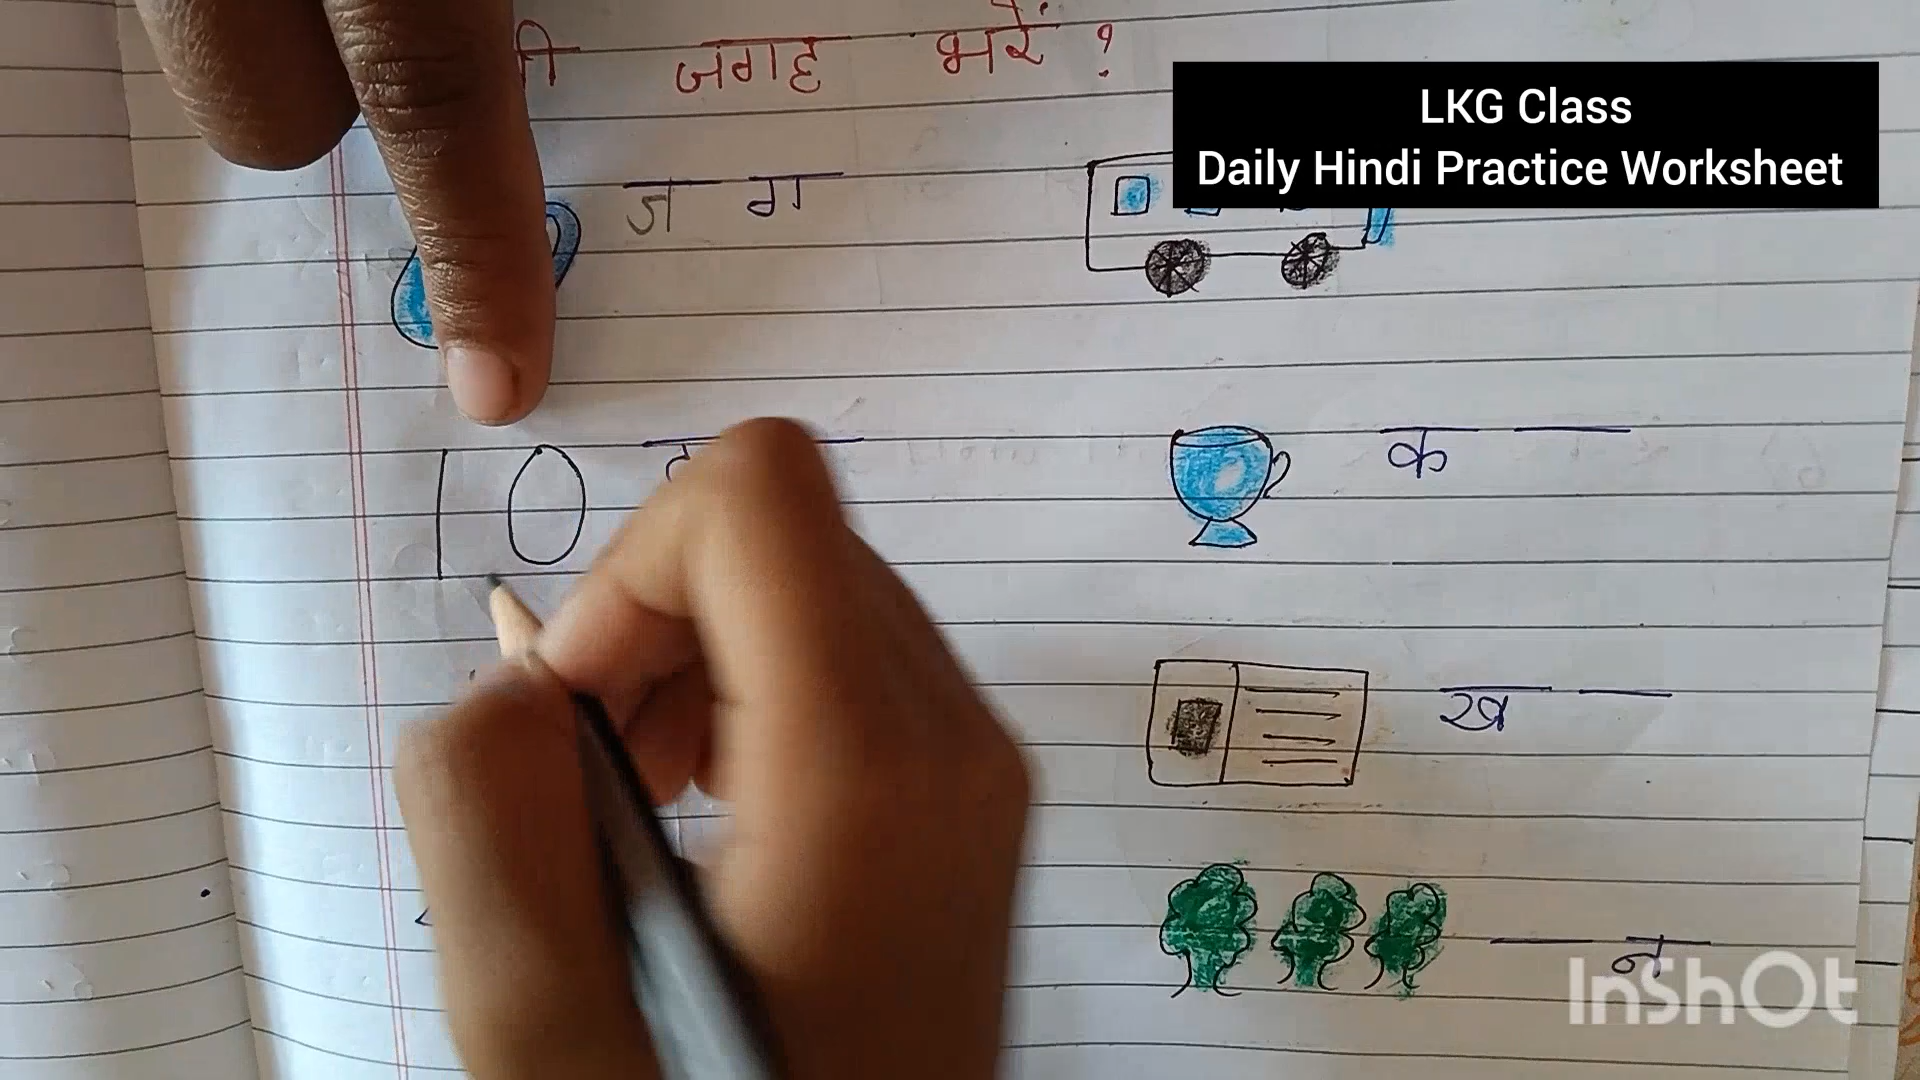 जगह भरें ?
LKG Class
Daily Hindi Practice Worksheet
ज ग
10
क
ख
न
InShOt